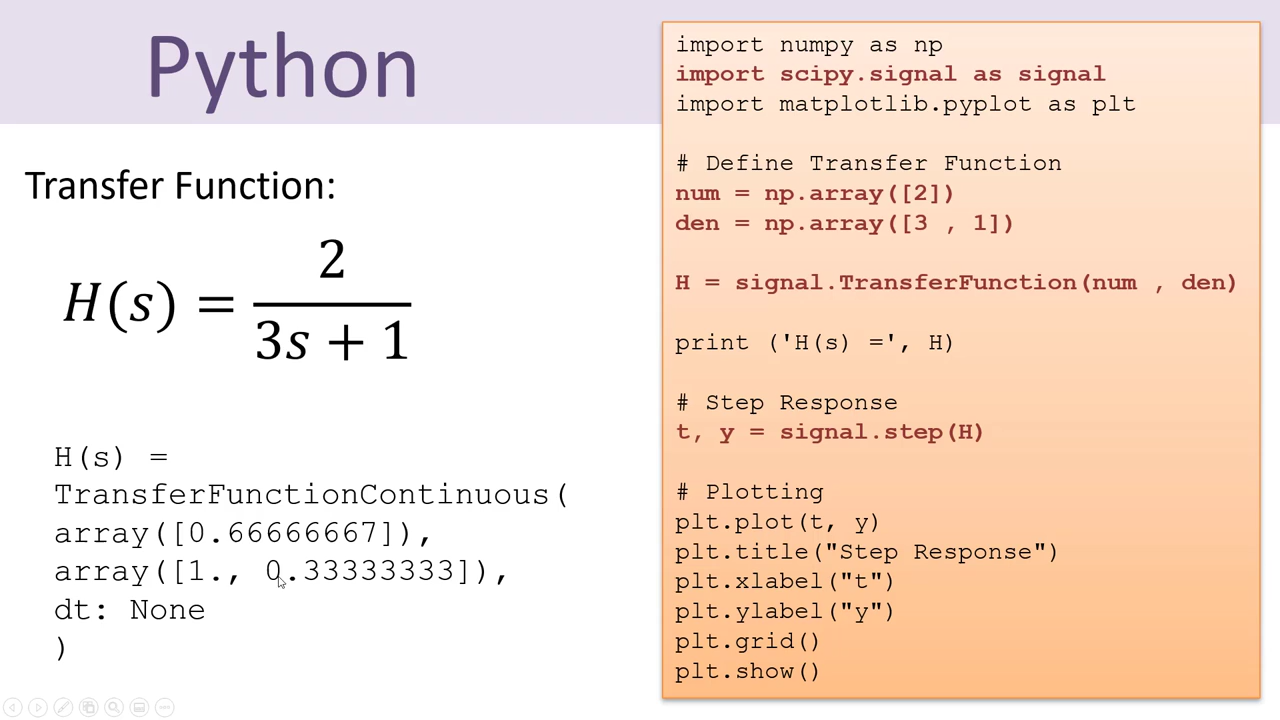 Python
Transfer Function:
H(s) = 2 / (3s + 1)
H(s) =
TransferFunctionContinuous(
array([0.66666667]),
array([1., 0.33333333]),
dt: None
)
import numpy as np
import scipy.signal as signal
import matplotlib.pyplot as plt
# Define Transfer Function
num = np.array([2])
den = np.array([3 , 1])
H = signal.TransferFunction(num , den)
print ('H(s) =', H)
# Step Response
t, y = signal.step(H)
# Plotting
plt.plot(t, y)
plt.title("Step Response")
plt.xlabel("t")
plt.ylabel("y")
plt.grid()
plt.show()